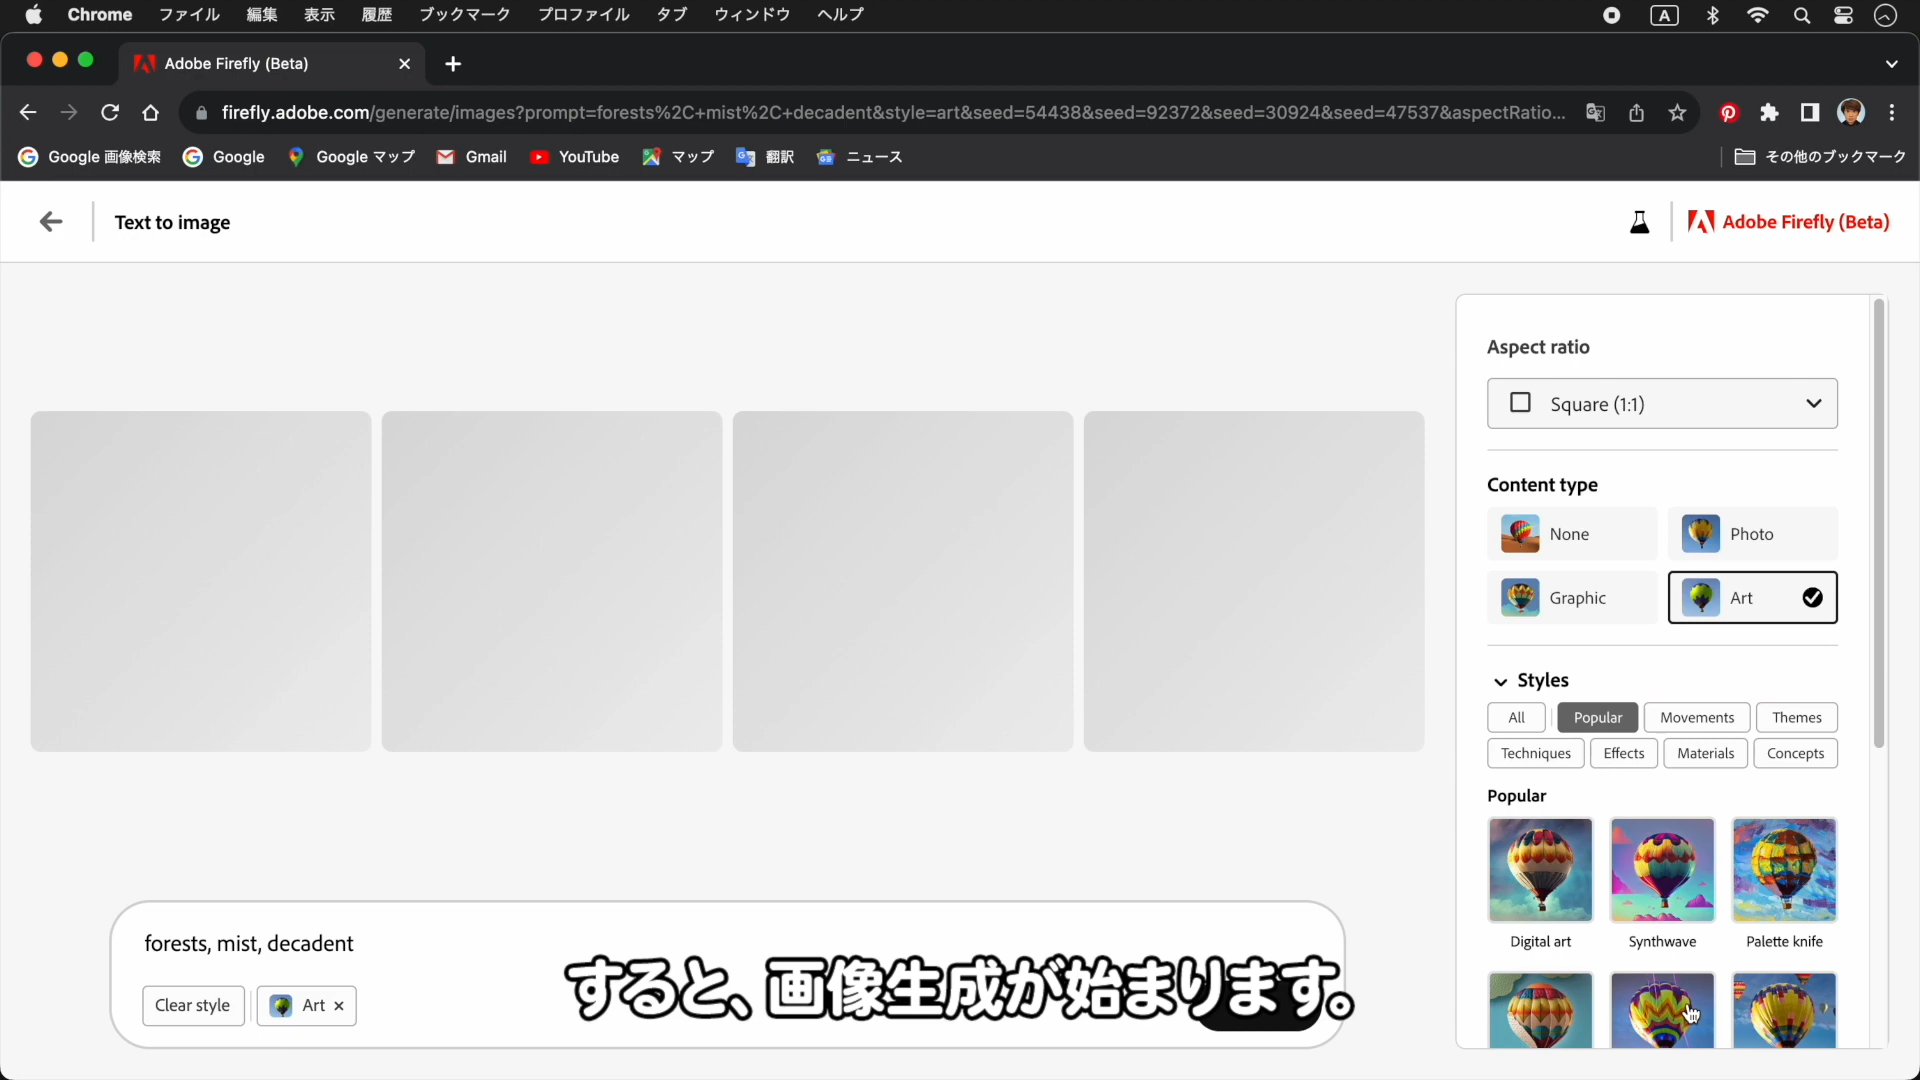 Chrome ファイル 編集 表示 履歴 ブックマーク プロファイル タブ ウィンドウ ヘルプ A
Adobe Firefly (Beta)
firefly.adobe.com/generate/images?prompt=forests%2C+mist%2C+decadent&style=art&seed=54438&seed=92372&seed=30924&seed=47537&aspectRatio...
Google 画像検索 Google Google マップ Gmail YouTube マップ 翻訳 ニュース その他のブックマーク
Text to image
Adobe Firefly (Beta)
Aspect ratio
Square (1:1)
Content type
None Photo
Graphic Art
Styles
All Popular Movements Themes
Techniques Effects Materials Concepts
Popular
Digital art Synthwave Palette knife
forests, mist, decadent
Clear style Art
すると、画像生成が始まります。